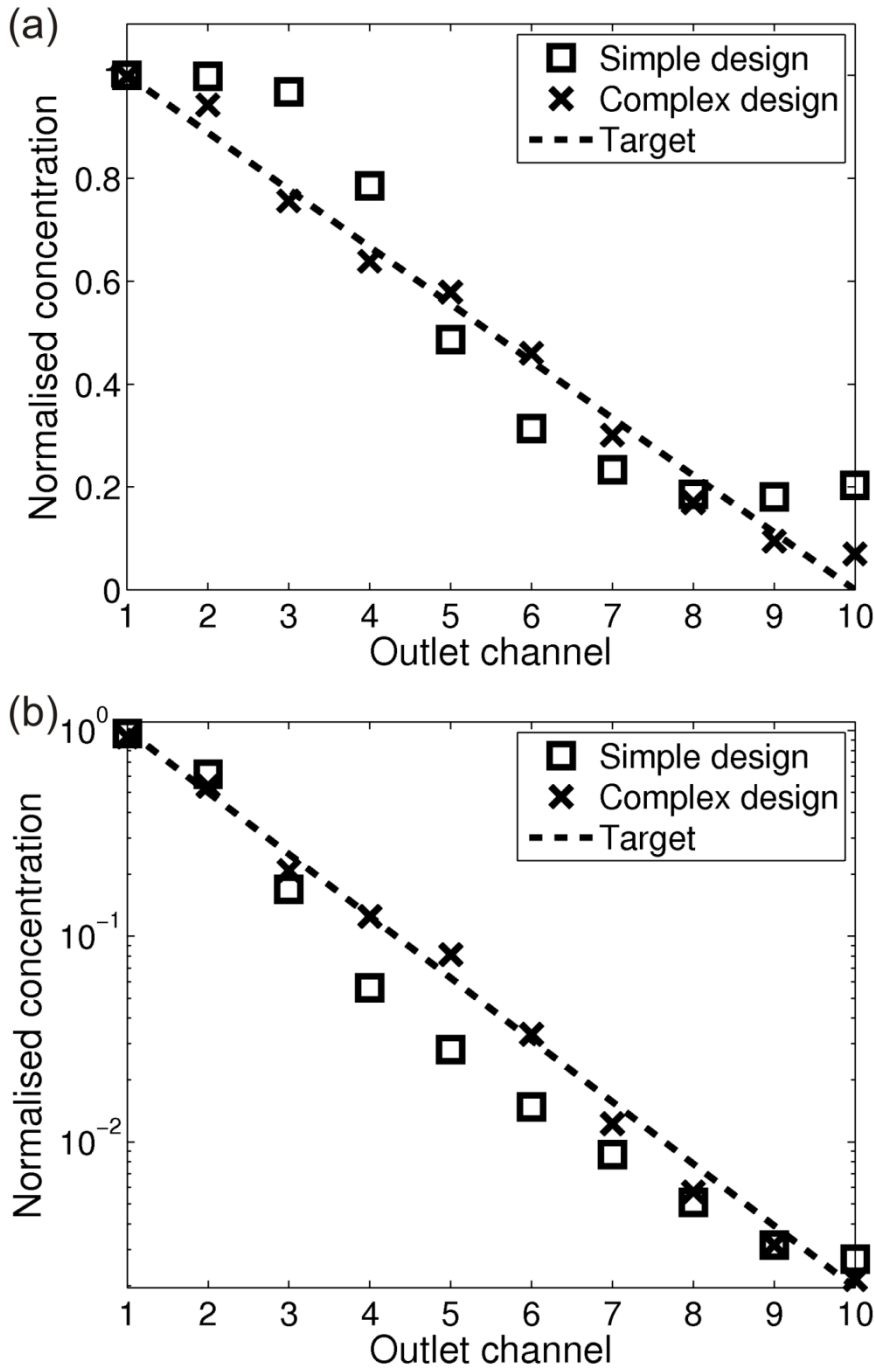 (a)
Simple design
Complex design
Target
Normalised concentration
1
0.8
0.6
0.4
0.2
0
1 2 3 4 5 6 7 8 9 10
Outlet channel
(b)
Simple design
Complex design
Target
Normalised concentration
10⁰
10⁻¹
10⁻²
1 2 3 4 5 6 7 8 9 10
Outlet channel